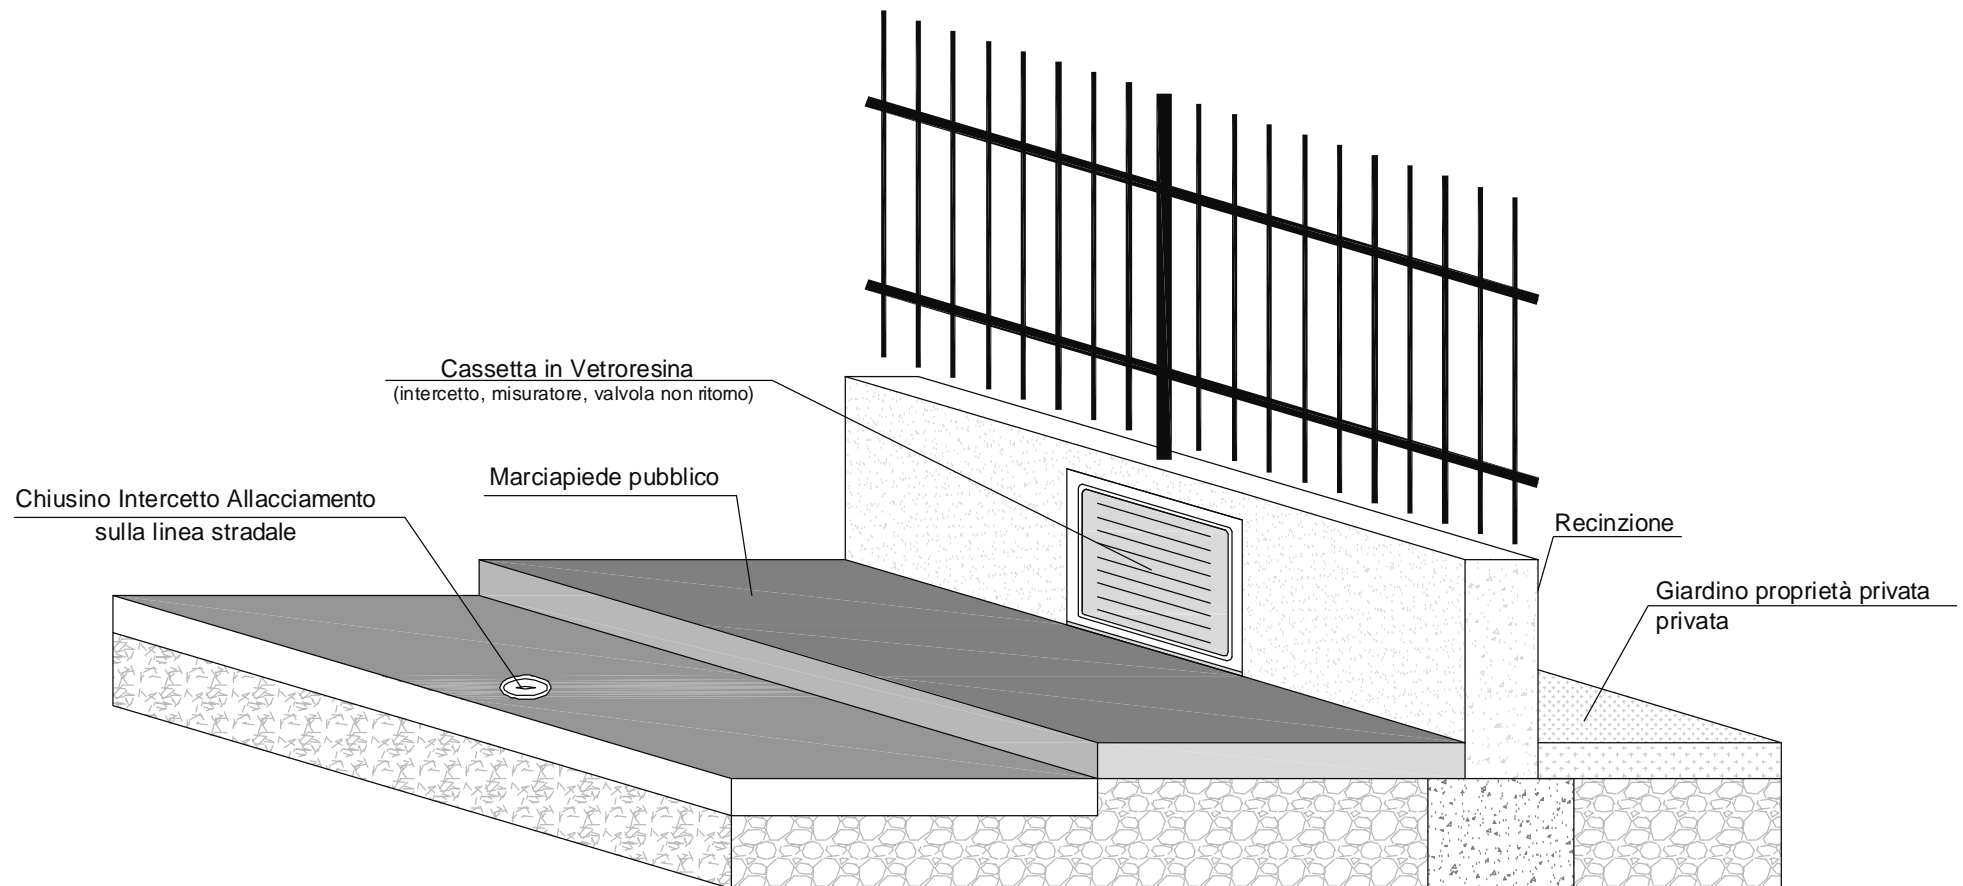 Cassetta in Vetroresina
(intercetto, misuratore, valvola non ritorno)
Marciapiede pubblico
Chiusino Intercetto Allacciamento
sulla linea stradale
Recinzione
Giardino proprietà privata
privata